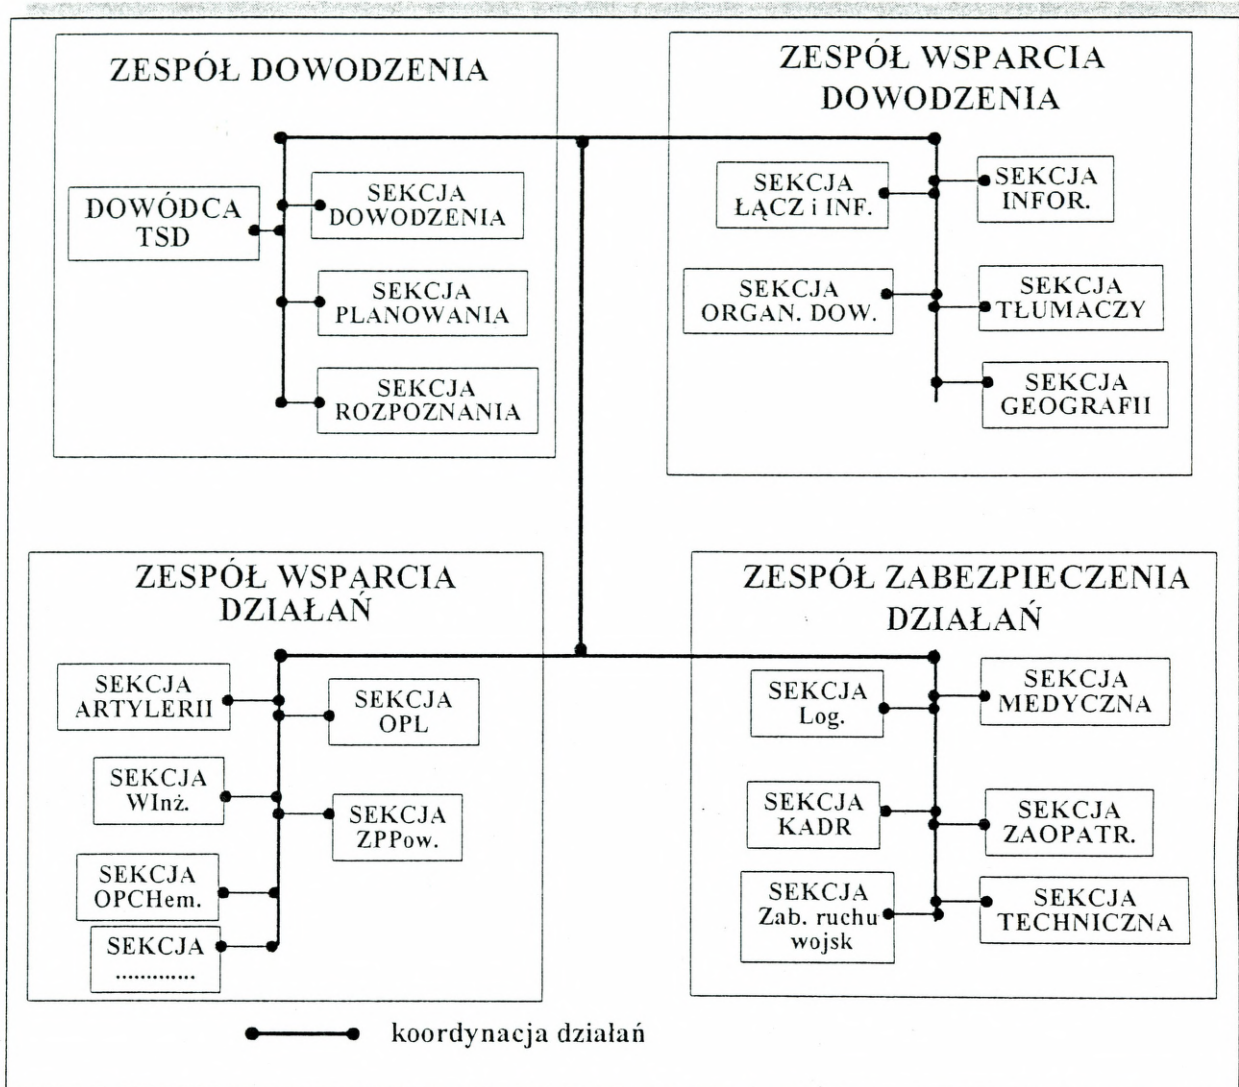 ZESPÓŁ DOWODZENIA
DOWÓDCA
TSD
SEKCJA
DOWODZENIA
SEKCJA
PLANOWANIA
SEKCJA
ROZPOZNANIA
ZESPÓŁ WSPARCIA
DOWODZENIA
SEKCJA
ŁĄCZ i INF.
SEKCJA
INFOR.
SEKCJA
ORGAN. DOW.
SEKCJA
TŁUMACZY
SEKCJA
GEOGRAFII
ZESPÓŁ WSPARCIA
DZIAŁAŃ
SEKCJA
ARTYLERII
SEKCJA
OPL
SEKCJA
WInż.
SEKCJA
ZPPow.
SEKCJA
OPCHem.
SEKCJA
.............
ZESPÓŁ ZABEZPIECZENIA
DZIAŁAŃ
SEKCJA
Log.
SEKCJA
MEDYCZNA
SEKCJA
KADR
SEKCJA
ZAOPATR.
SEKCJA
Zab. ruchu
wojsk
SEKCJA
TECHNICZNA
koordynacja działań